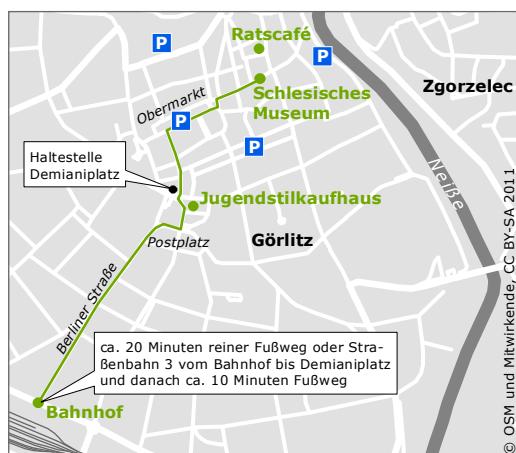 P
Ratscafé
P
P
Zgorzelec
Schlesisches
Museum
Obermarkt
P
P
Haltestelle
Demianiplatz
Neiße
Jugendstilkaufhaus
Postplatz
Görlitz
Berliner Straße
ca. 20 Minuten reiner Fußweg oder Stra-
ßenbahn 3 vom Bahnhof bis Demianiplatz
und danach ca. 10 Minuten Fußweg
Bahnhof
© OSM und Mitwirkende, CC BY-SA 2011